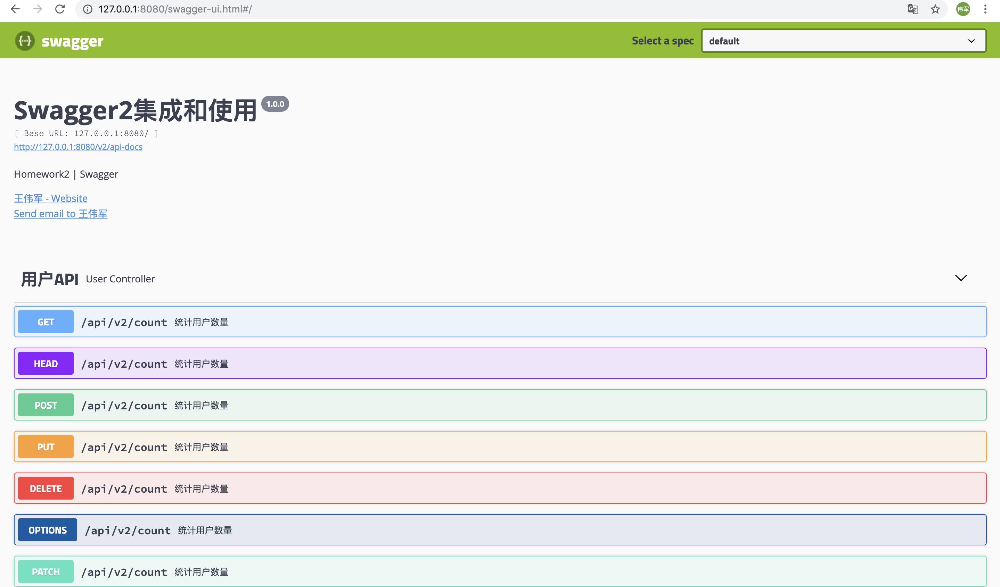 127.0.0.1:8080/swagger-ui.html#/
伟军
swagger
Select a spec
default
Swagger2集成和使用 1.0.0
[ Base URL: 127.0.0.1:8080/ ]
http://127.0.0.1:8080/v2/api-docs
Homework2 | Swagger
王伟军 - Website
Send email to 王伟军
用户API User Controller
GET /api/v2/count 统计用户数量
HEAD /api/v2/count 统计用户数量
POST /api/v2/count 统计用户数量
PUT /api/v2/count 统计用户数量
DELETE /api/v2/count 统计用户数量
OPTIONS /api/v2/count 统计用户数量
PATCH /api/v2/count 统计用户数量